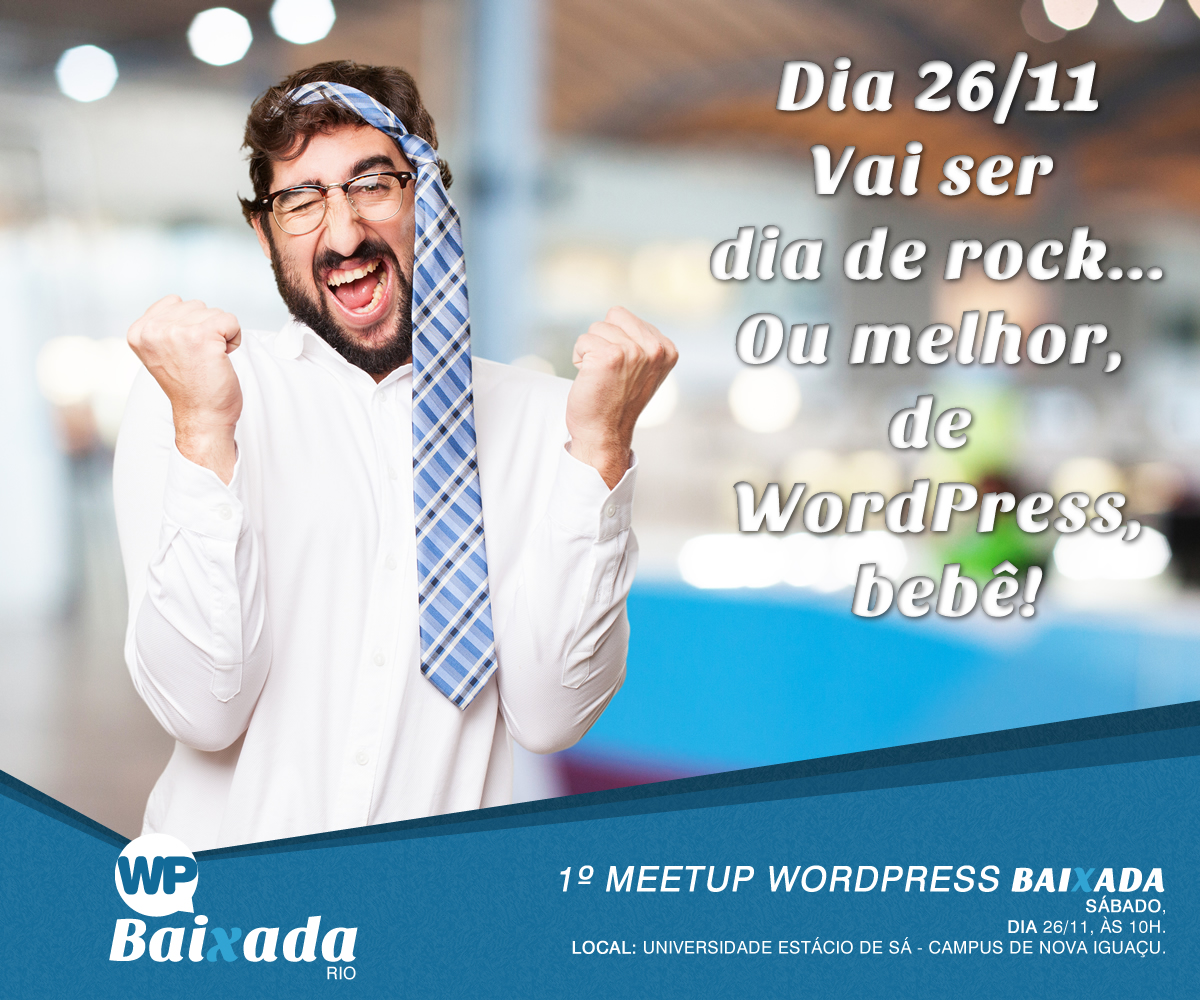 Dia 26/11
Vai ser
dia de rock...
Ou melhor,
de
WordPress,
bebê!
WP
Baixada
RIO
1º MEETUP WORDPRESS BAIXADA
SÁBADO,
DIA 26/11, ÀS 10H.
LOCAL: UNIVERSIDADE ESTÁCIO DE SÁ - CAMPUS DE NOVA IGUAÇU.